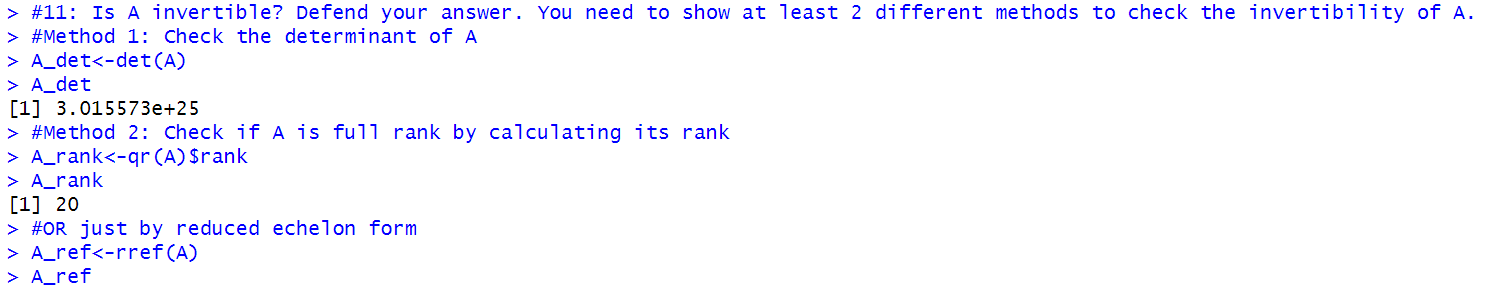 > #11: Is A invertible? Defend your answer. You need to show at least 2 different methods to check the invertibility of A.
> #Method 1: Check the determinant of A
> A_det<-det(A)
> A_det
[1] 3.015573e+25
> #Method 2: Check if A is full rank by calculating its rank
> A_rank<-qr(A)$rank
> A_rank
[1] 20
> #OR just by reduced echelon form
> A_ref<-rref(A)
> A_ref